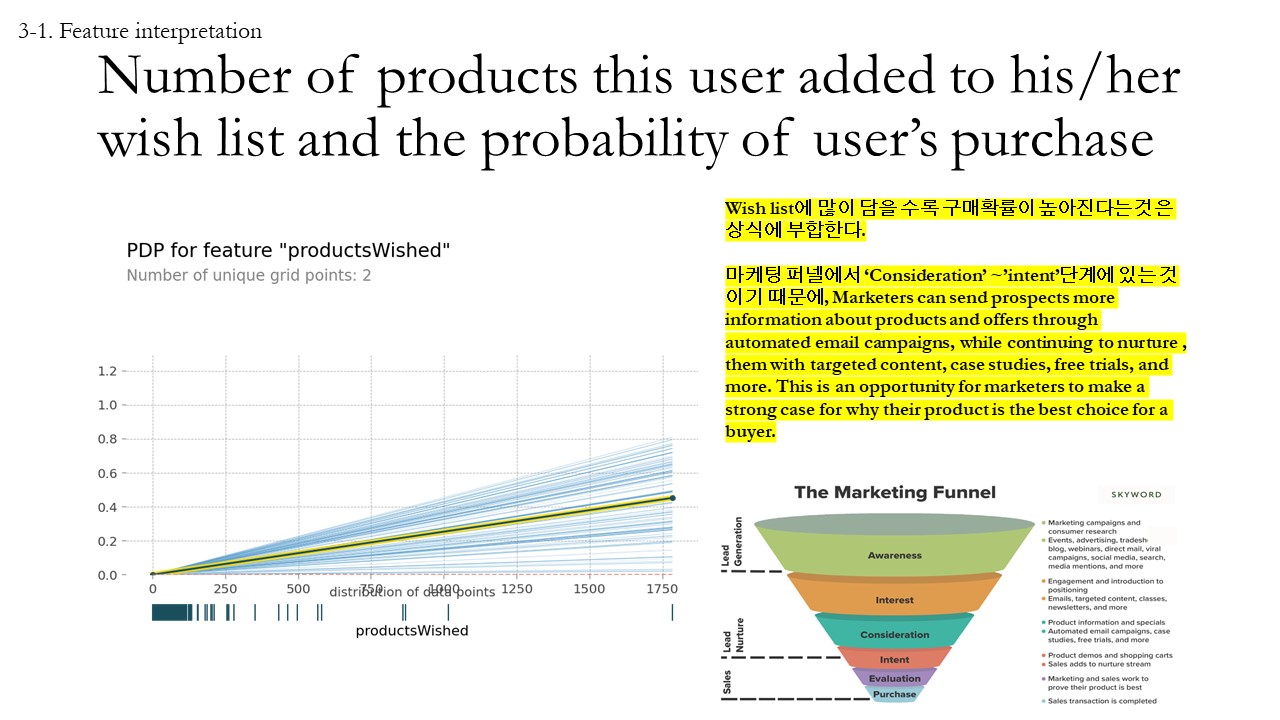 3-1. Feature interpretation
Number of products this user added to his/her
wish list and the probability of user's purchase
PDP for feature "productsWished"
Number of unique grid points: 2
1.2
1.0
0.8
0.6
0.4
0.2
0.0
0 250 500 750 1000 1250 1500 1750
distribution of data points
productsWished
Wish list에 많이 담을 수록 구매확률이 높아진다는것은
상식에 부합한다.
마케팅 퍼널에서 ‘Consideration’ ~’intent’단계에 있는 것
이기 때문에, Marketers can send prospects more
information about products and offers through
automated email campaigns, while continuing to nurture ,
them with targeted content, case studies, free trials, and
more. This is an opportunity for marketers to make a
strong case for why their product is the best choice for a
buyer.
The Marketing Funnel
SKYWORD
Lead
Generation
Lead
Nurture
Sales
Awareness
Interest
Consideration
Intent
Evaluation
Purchase
Marketing campaigns and
consumer research
Events, advertising, tradesh
blog, webinars, direct mail, viral
campaigns, social media, search,
media mentions, and more
Engagement and introduction to
positioning
Emails, targeted content, classes,
newsletters, and more
Product information and specials
Automated email campaigns, case
studies, free trials, and more
Product demos and shopping carts
Sales adds to nurture stream
Marketing and sales work to
prove their product is best
Sales transaction is completed